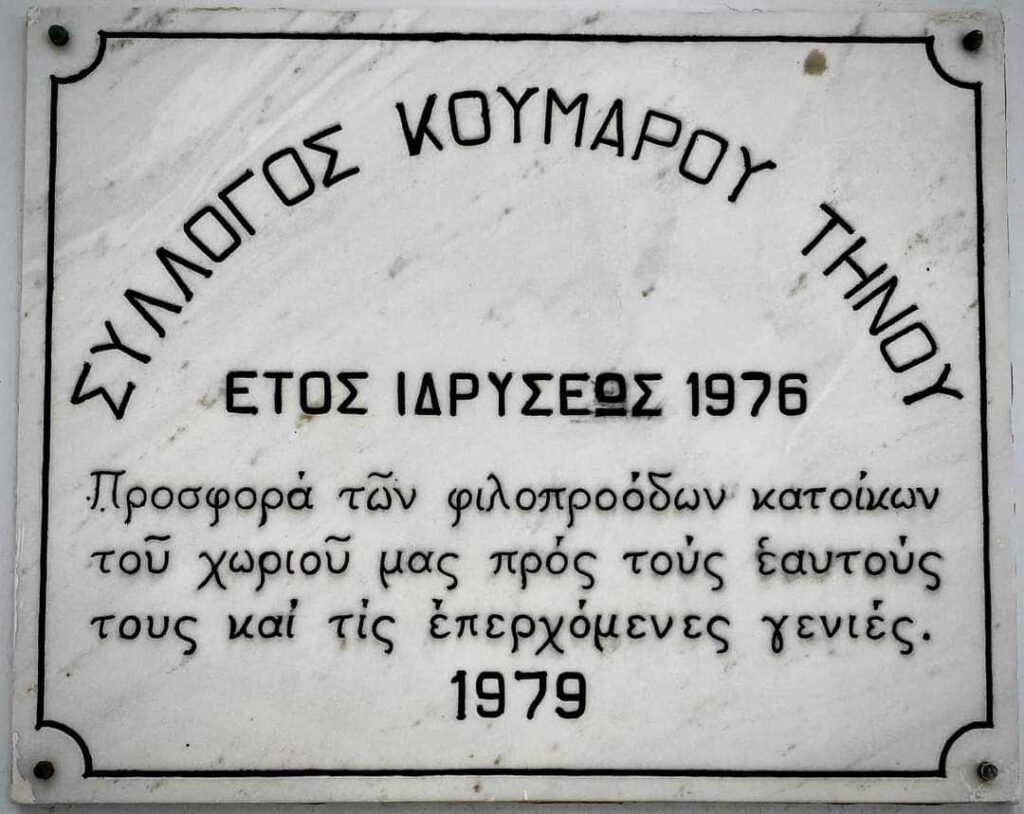 ΣΥΛΛΟΓΟΣ ΚΟΥΜΑΡΟΥ ΤΗΝΟΥ
ΕΤΟΣ ΙΔΡΥΣΕΩΣ 1976
Προσφορά τῶν φιλοπροόδων κατοίκων
τοῦ χωριοῦ μας πρός τούς ἑαυτούς
τους καί τίς ἐπερχόμενες γενιές.
1979